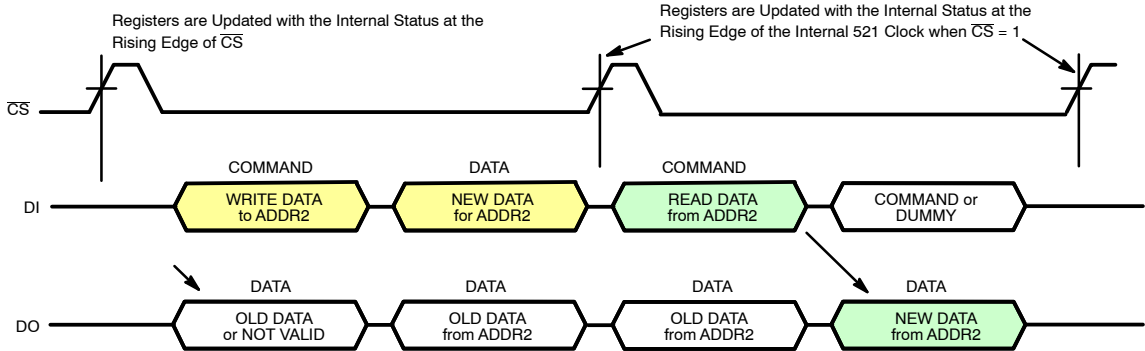 Registers are Updated with the Internal Status at the
Rising Edge of C̅S̅
Registers are Updated with the Internal Status at the
Rising Edge of the Internal 521 Clock when C̅S̅ = 1
C̅S̅
COMMAND
DATA
COMMAND
DI
WRITE DATA
to ADDR2
NEW DATA
for ADDR2
READ DATA
from ADDR2
COMMAND or
DUMMY
DATA
DATA
DATA
DATA
DO
OLD DATA
or NOT VALID
OLD DATA
from ADDR2
OLD DATA
from ADDR2
NEW DATA
from ADDR2